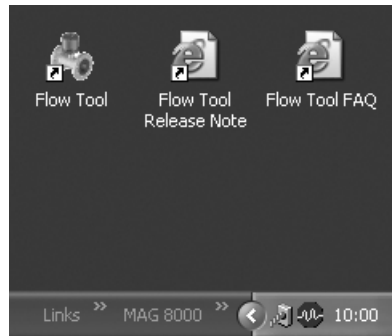 Flow Tool
Flow Tool
Release Note
Flow Tool FAQ
Links »
MAG 8000 »
10:00